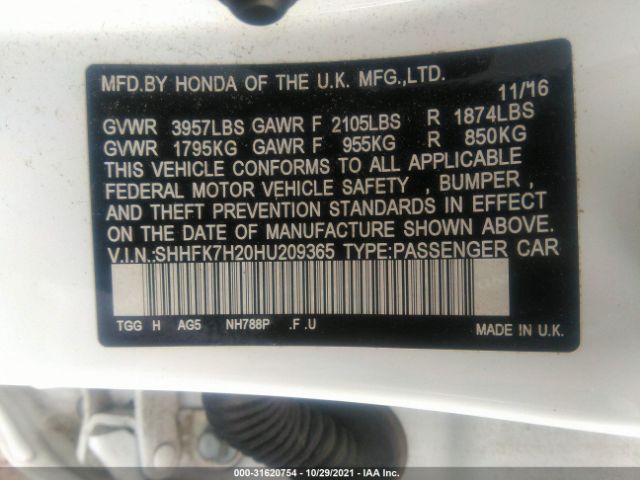 MFD.BY HONDA OF THE U.K. MFG.,LTD.
11/16
GVWR 3957LBS GAWR F 2105LBS R 1874LBS
GVWR 1795KG GAWR F 955KG R 850KG
THIS VEHICLE CONFORMS TO ALL APPLICABLE
FEDERAL MOTOR VEHICLE SAFETY , BUMPER ,
AND THEFT PREVENTION STANDARDS IN EFFECT
ON THE DATE OF MANUFACTURE SHOWN ABOVE.
V.I.N.:SHHFK7H20HU209365 TYPE:PASSENGER CAR
TGG H AG5 NH788P .F .U
MADE IN U.K.
000-31620754 - 10/29/2021 - IAA Inc.